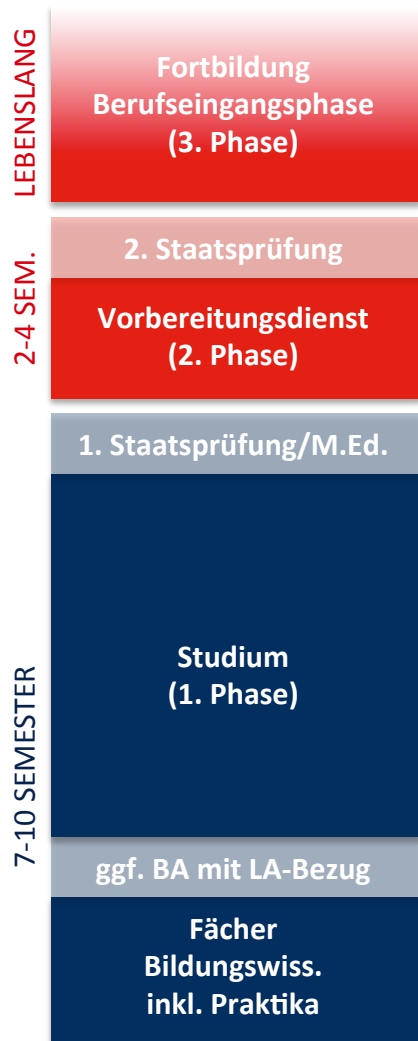 LEBENSLANG
Fortbildung
Berufseingangsphase
(3. Phase)
2-4 SEM.
2. Staatsprüfung
Vorbereitungsdienst
(2. Phase)
7-10 SEMESTER
1. Staatsprüfung/M.Ed.
Studium
(1. Phase)
ggf. BA mit LA-Bezug
Fächer
Bildungswiss.
inkl. Praktika